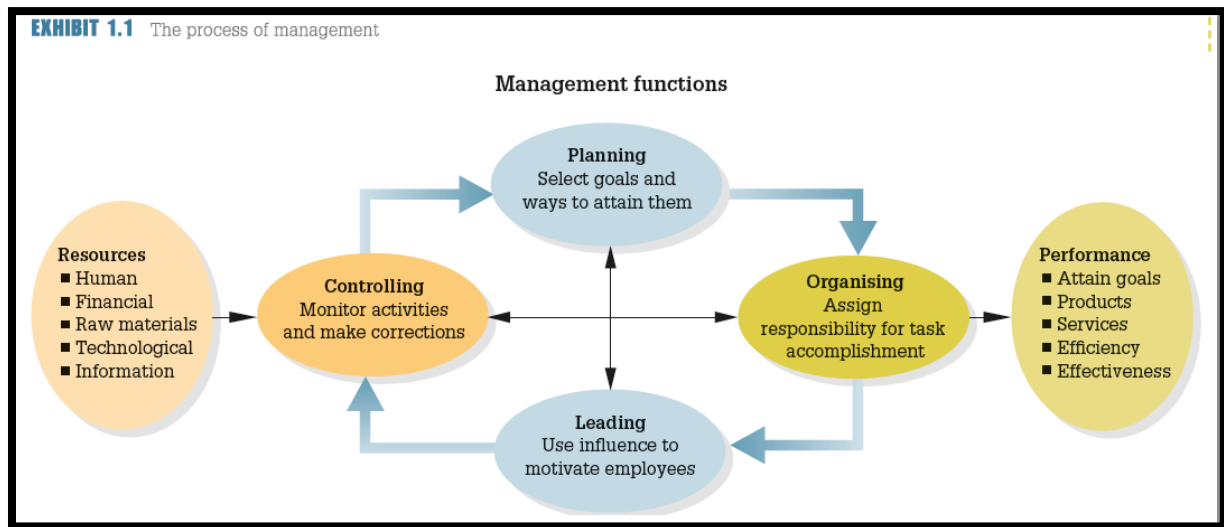 EXHIBIT 1.1 The process of management
Management functions
Planning
Select goals and
ways to attain them
Resources
■ Human
■ Financial
■ Raw materials
■ Technological
■ Information
Controlling
Monitor activities
and make corrections
Organising
Assign
responsibility for task
accomplishment
Performance
■ Attain goals
■ Products
■ Services
■ Efficiency
■ Effectiveness
Leading
Use influence to
motivate employees